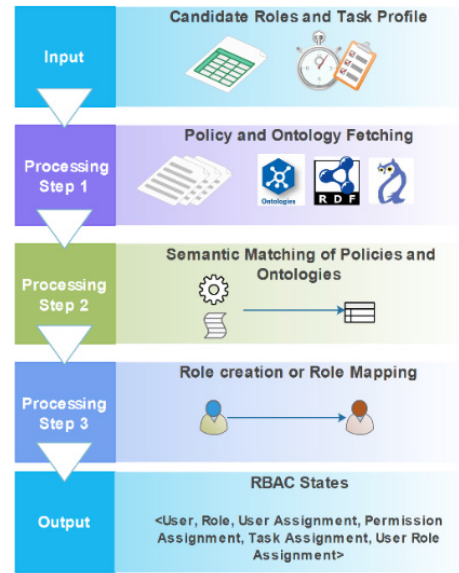 Candidate Roles and Task Profile
Input
Policy and Ontology Fetching
Processing
Step 1
Ontologies
RDF
Semantic Matching of Policies and
Ontologies
Processing
Step 2
Role creation or Role Mapping
Processing
Step 3
RBAC States
Output
<User, Role, User Assignment, Permission
Assignment, Task Assignment, User Role
Assignment>